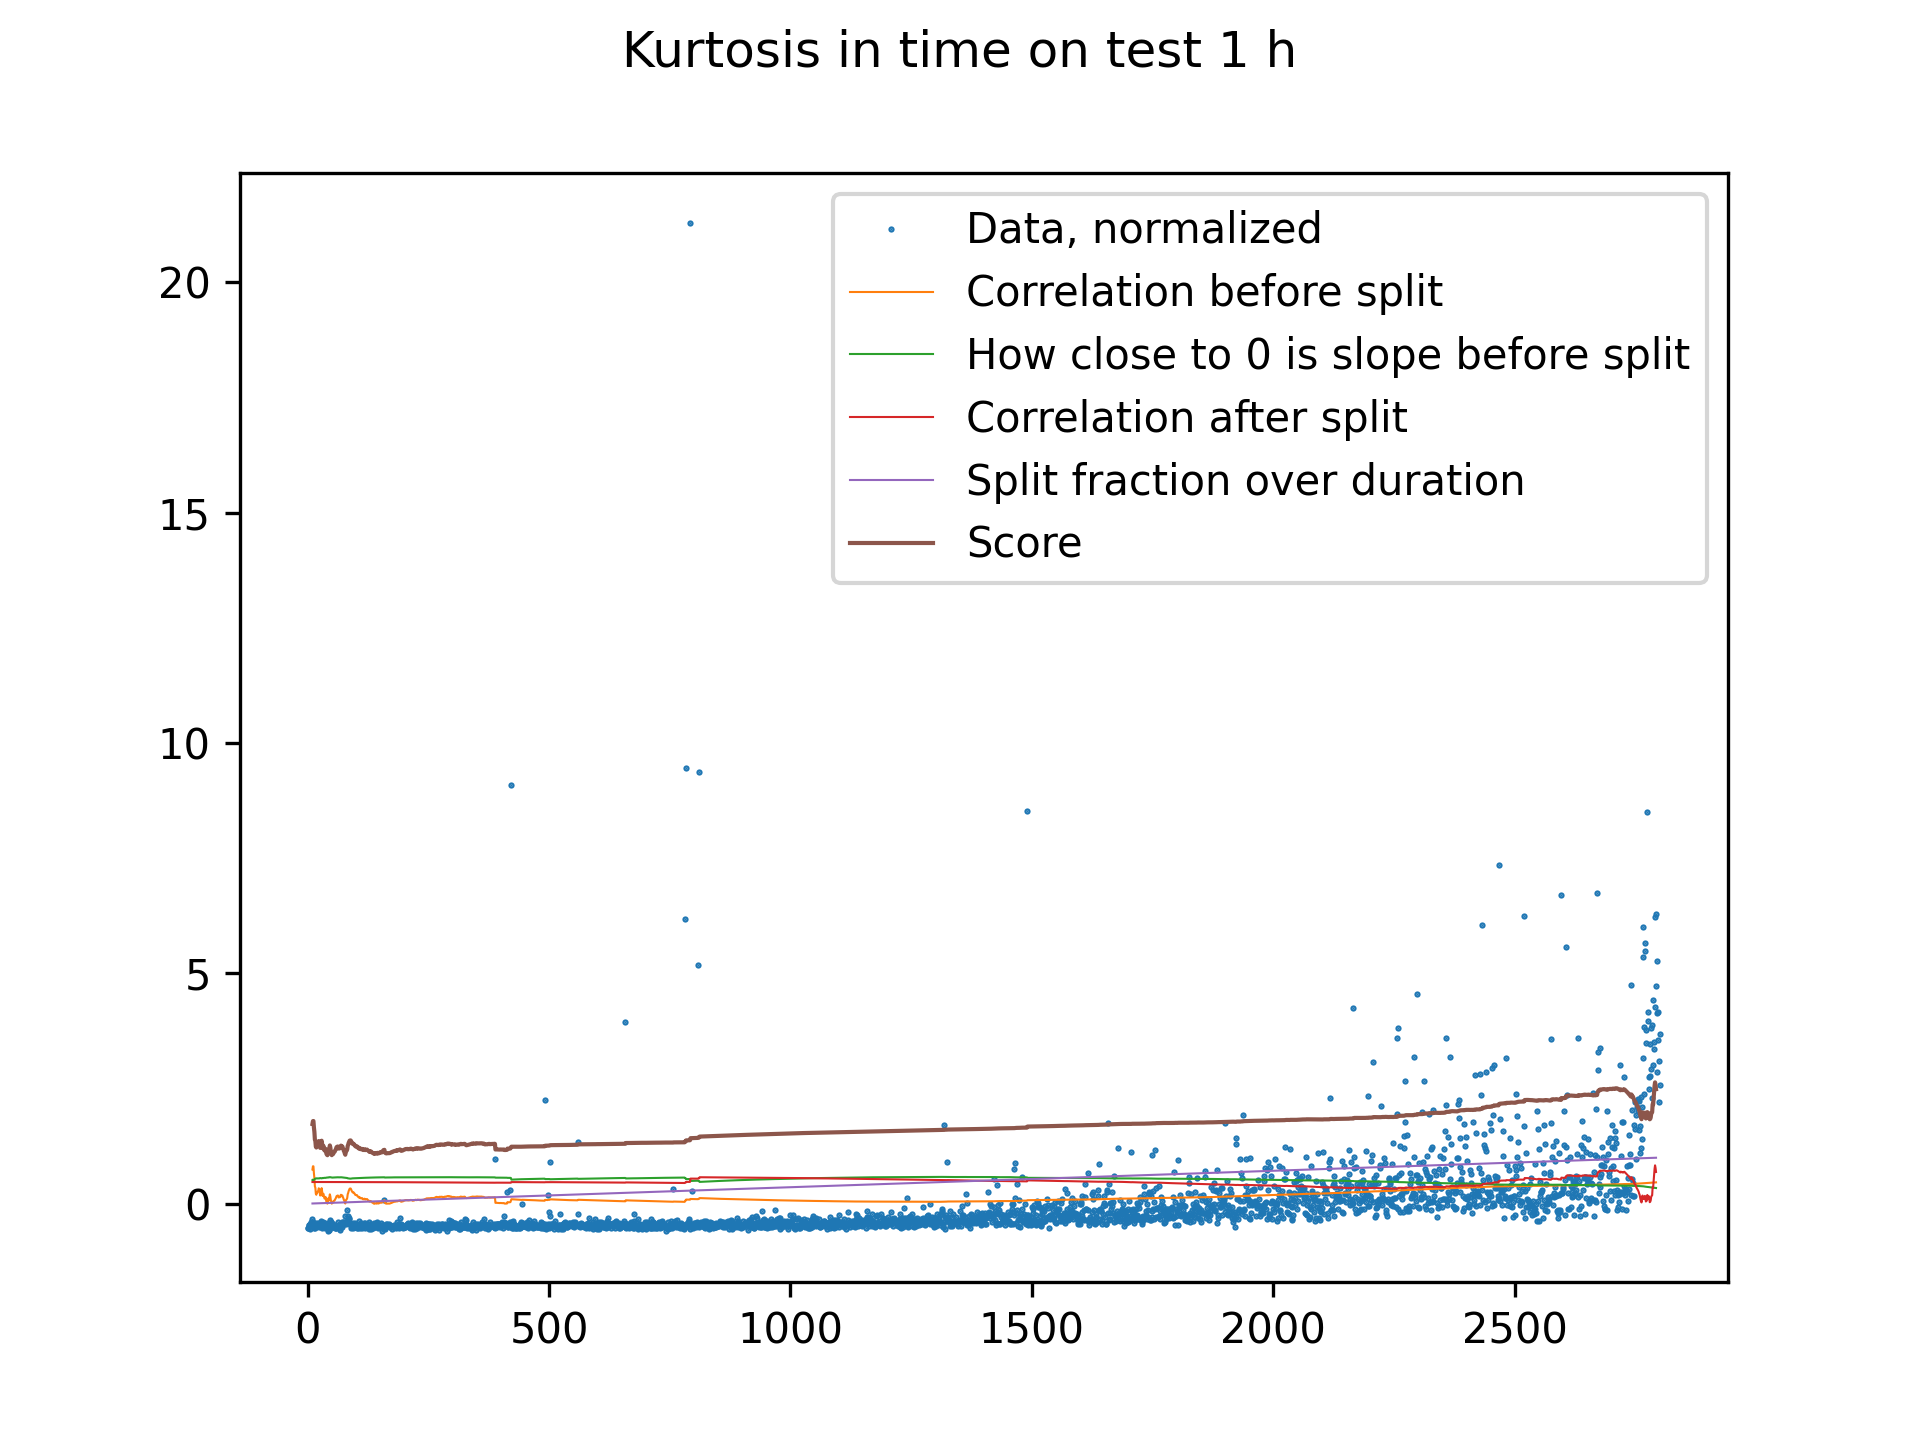 Kurtosis in time on test 1 h
Data, normalized
Correlation before split
How close to 0 is slope before split
Correlation after split
Split fraction over duration
Score
20
15
10
5
0
0 500 1000 1500 2000 2500